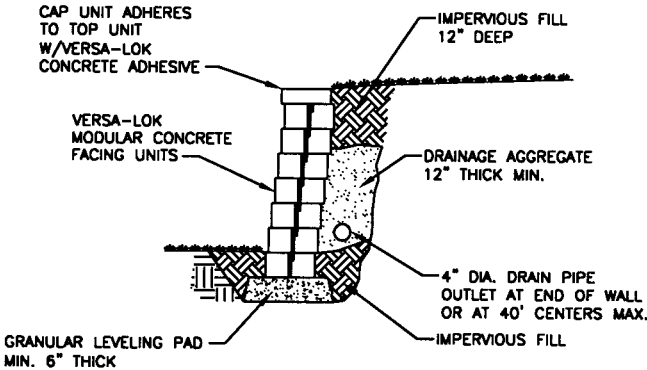 CAP UNIT ADHERES
TO TOP UNIT
W/VERSA-LOK
CONCRETE ADHESIVE
IMPERVIOUS FILL
12" DEEP
VERSA-LOK
MODULAR CONCRETE
FACING UNITS
DRAINAGE AGGREGATE
12" THICK MIN.
4" DIA. DRAIN PIPE
OUTLET AT END OF WALL
OR AT 40' CENTERS MAX.
IMPERVIOUS FILL
GRANULAR LEVELING PAD
MIN. 6" THICK